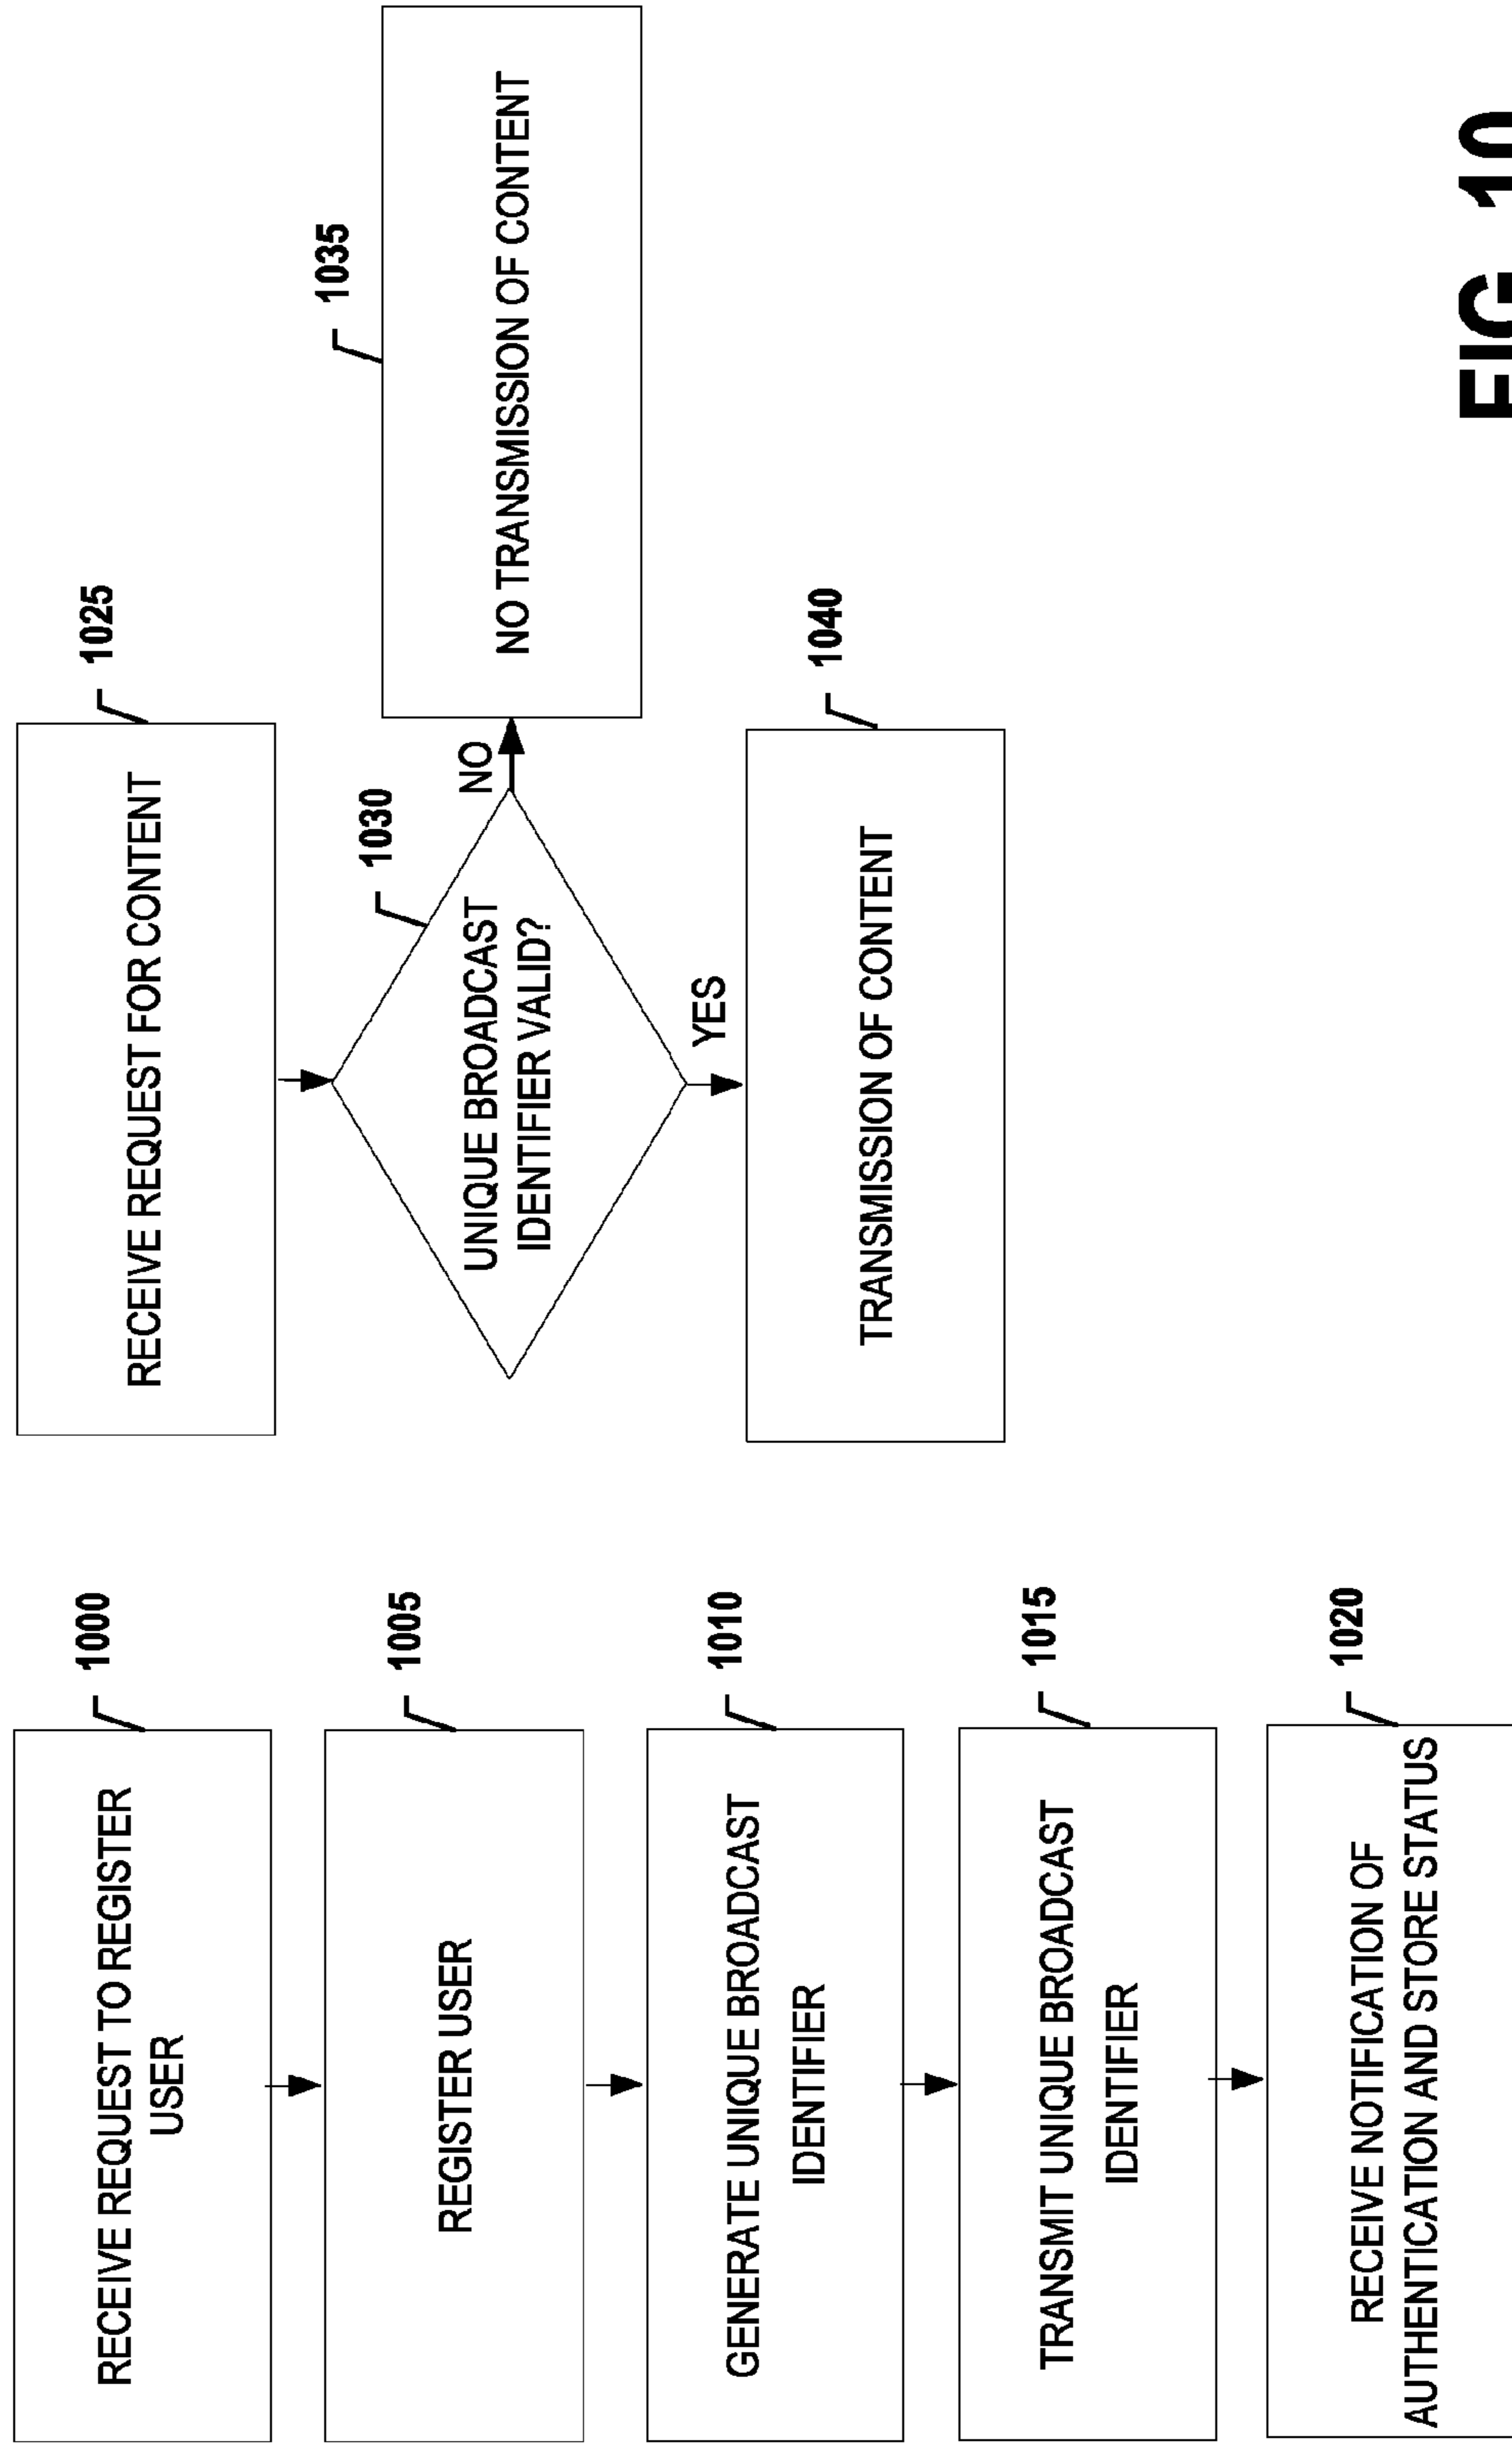 1000
RECEIVE REQUEST TO REGISTER
USER
1005
REGISTER USER
1010
GENERATE UNIQUE BROADCAST
IDENTIFIER
1015
TRANSMIT UNIQUE BROADCAST
IDENTIFIER
1020
RECEIVE NOTIFICATION OF
AUTHENTICATION AND STORE STATUS
1025
RECEIVE REQUEST FOR CONTENT
1030
UNIQUE BROADCAST
IDENTIFIER VALID?
NO
1035
NO TRANSMISSION OF CONTENT
YES
1040
TRANSMISSION OF CONTENT
FIG. 10